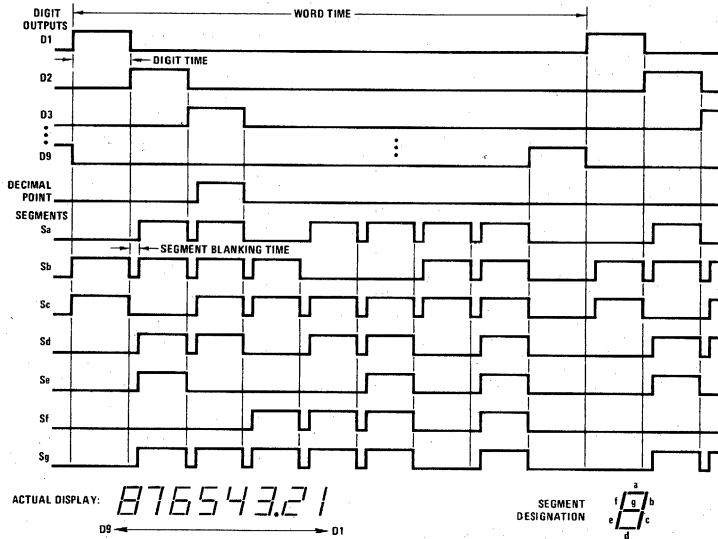 DIGIT
OUTPUTS
D1
WORD TIME
DIGIT TIME
D2
D3
D9
DECIMAL
POINT
SEGMENTS
Sa
SEGMENT BLANKING TIME
Sb
Sc
Sd
Se
Sf
Sg
ACTUAL DISPLAY: 876543.21
D9 D1
SEGMENT
DESIGNATION
a
f g b
e c
d